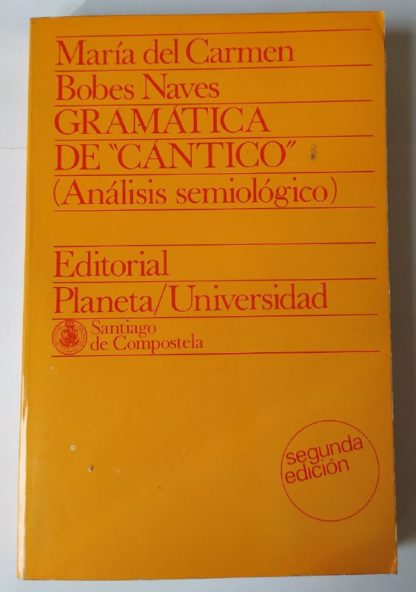 María del Carmen
Bobes Naves
GRAMÁTICA
DE "CÁNTICO"
(Análisis semiológico)
Editorial
Planeta/Universidad
Santiago
de Compostela
segunda
edición